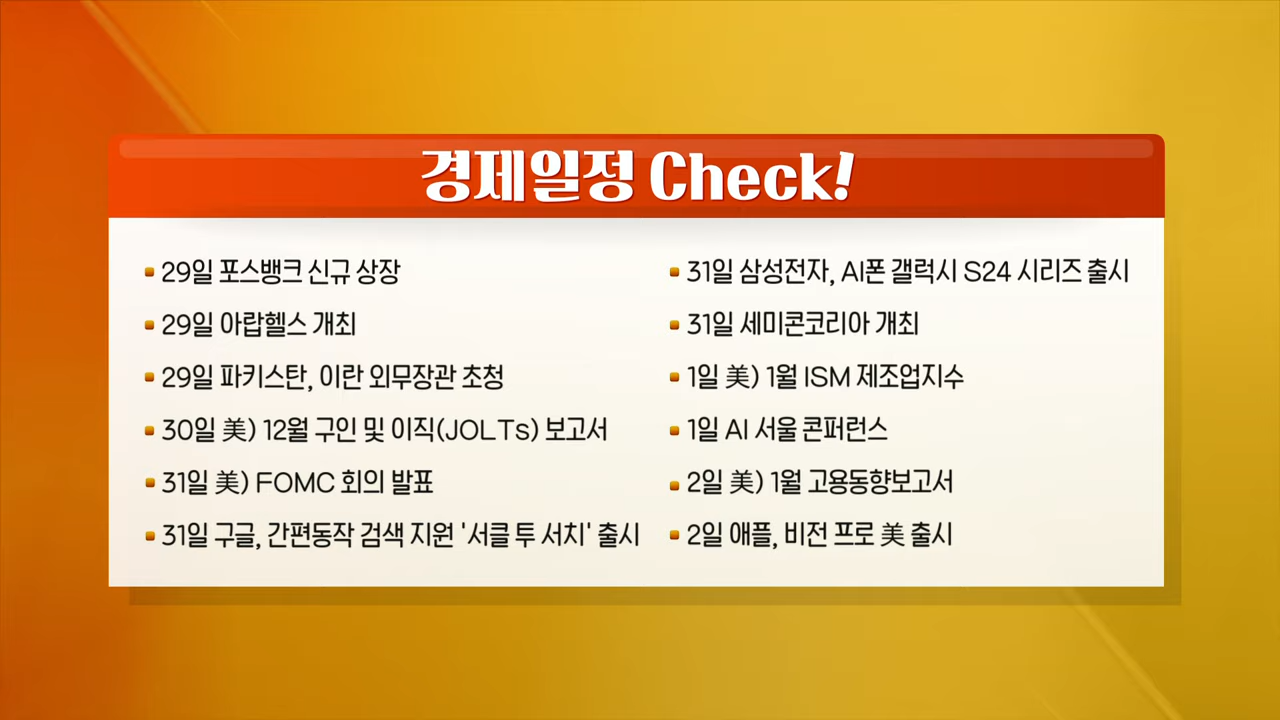 경제일정 Check!
29일 포스뱅크 신규 상장
29일 아랍헬스 개최
29일 파키스탄, 이란 외무장관 초청
30일 美) 12월 구인 및 이직(JOLTs) 보고서
31일 美) FOMC 회의 발표
31일 구글, 간편동작 검색 지원 '서클 투 서치' 출시
31일 삼성전자, AI폰 갤럭시 S24 시리즈 출시
31일 세미콘코리아 개최
1일 美) 1월 ISM 제조업지수
1일 AI 서울 콘퍼런스
2일 美) 1월 고용동향보고서
2일 애플, 비전 프로 美 출시